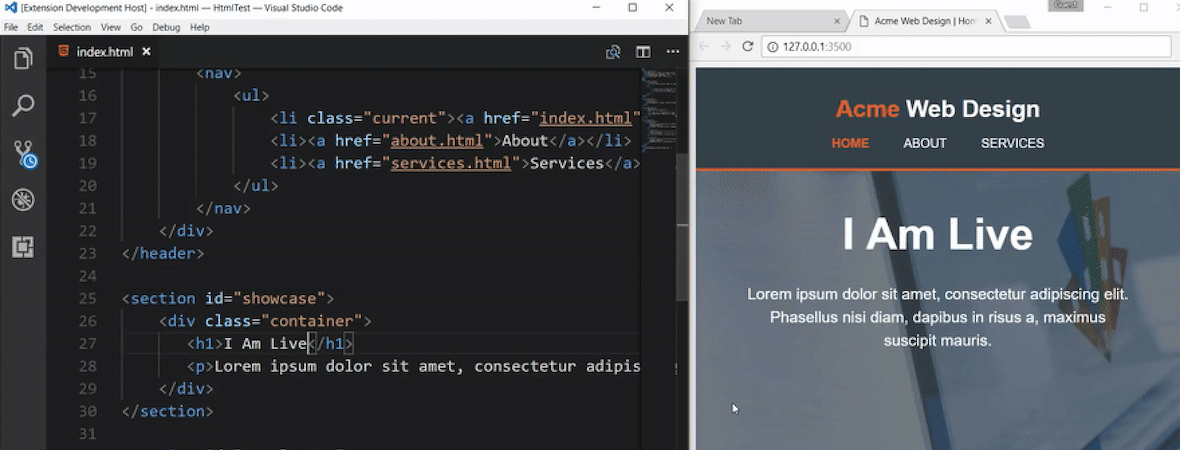 [Extension Development Host] - index.html — HtmlTest — Visual Studio Code
File Edit Selection View Go Debug Help
index.html
15 <nav>
16 <ul>
17 <li class="current"><a href="index.html"
18 <li><a href="about.html">About</a></li>
19 <li><a href="services.html">Services</a>
20 </ul>
21 </nav>
22 </div>
23 </header>
24
25 <section id="showcase">
26 <div class="container">
27 <h1>I Am Live</h1>
28 <p>Lorem ipsum dolor sit amet, consectetur adipis
29 </div>
30 </section>
31
Guest
New Tab
Acme Web Design | Hom
127.0.0.1:3500
Acme Web Design
HOME ABOUT SERVICES
I Am Live
Lorem ipsum dolor sit amet, consectetur adipiscing elit.
Phasellus nisi diam, dapibus in risus a, maximus
suscipit mauris.